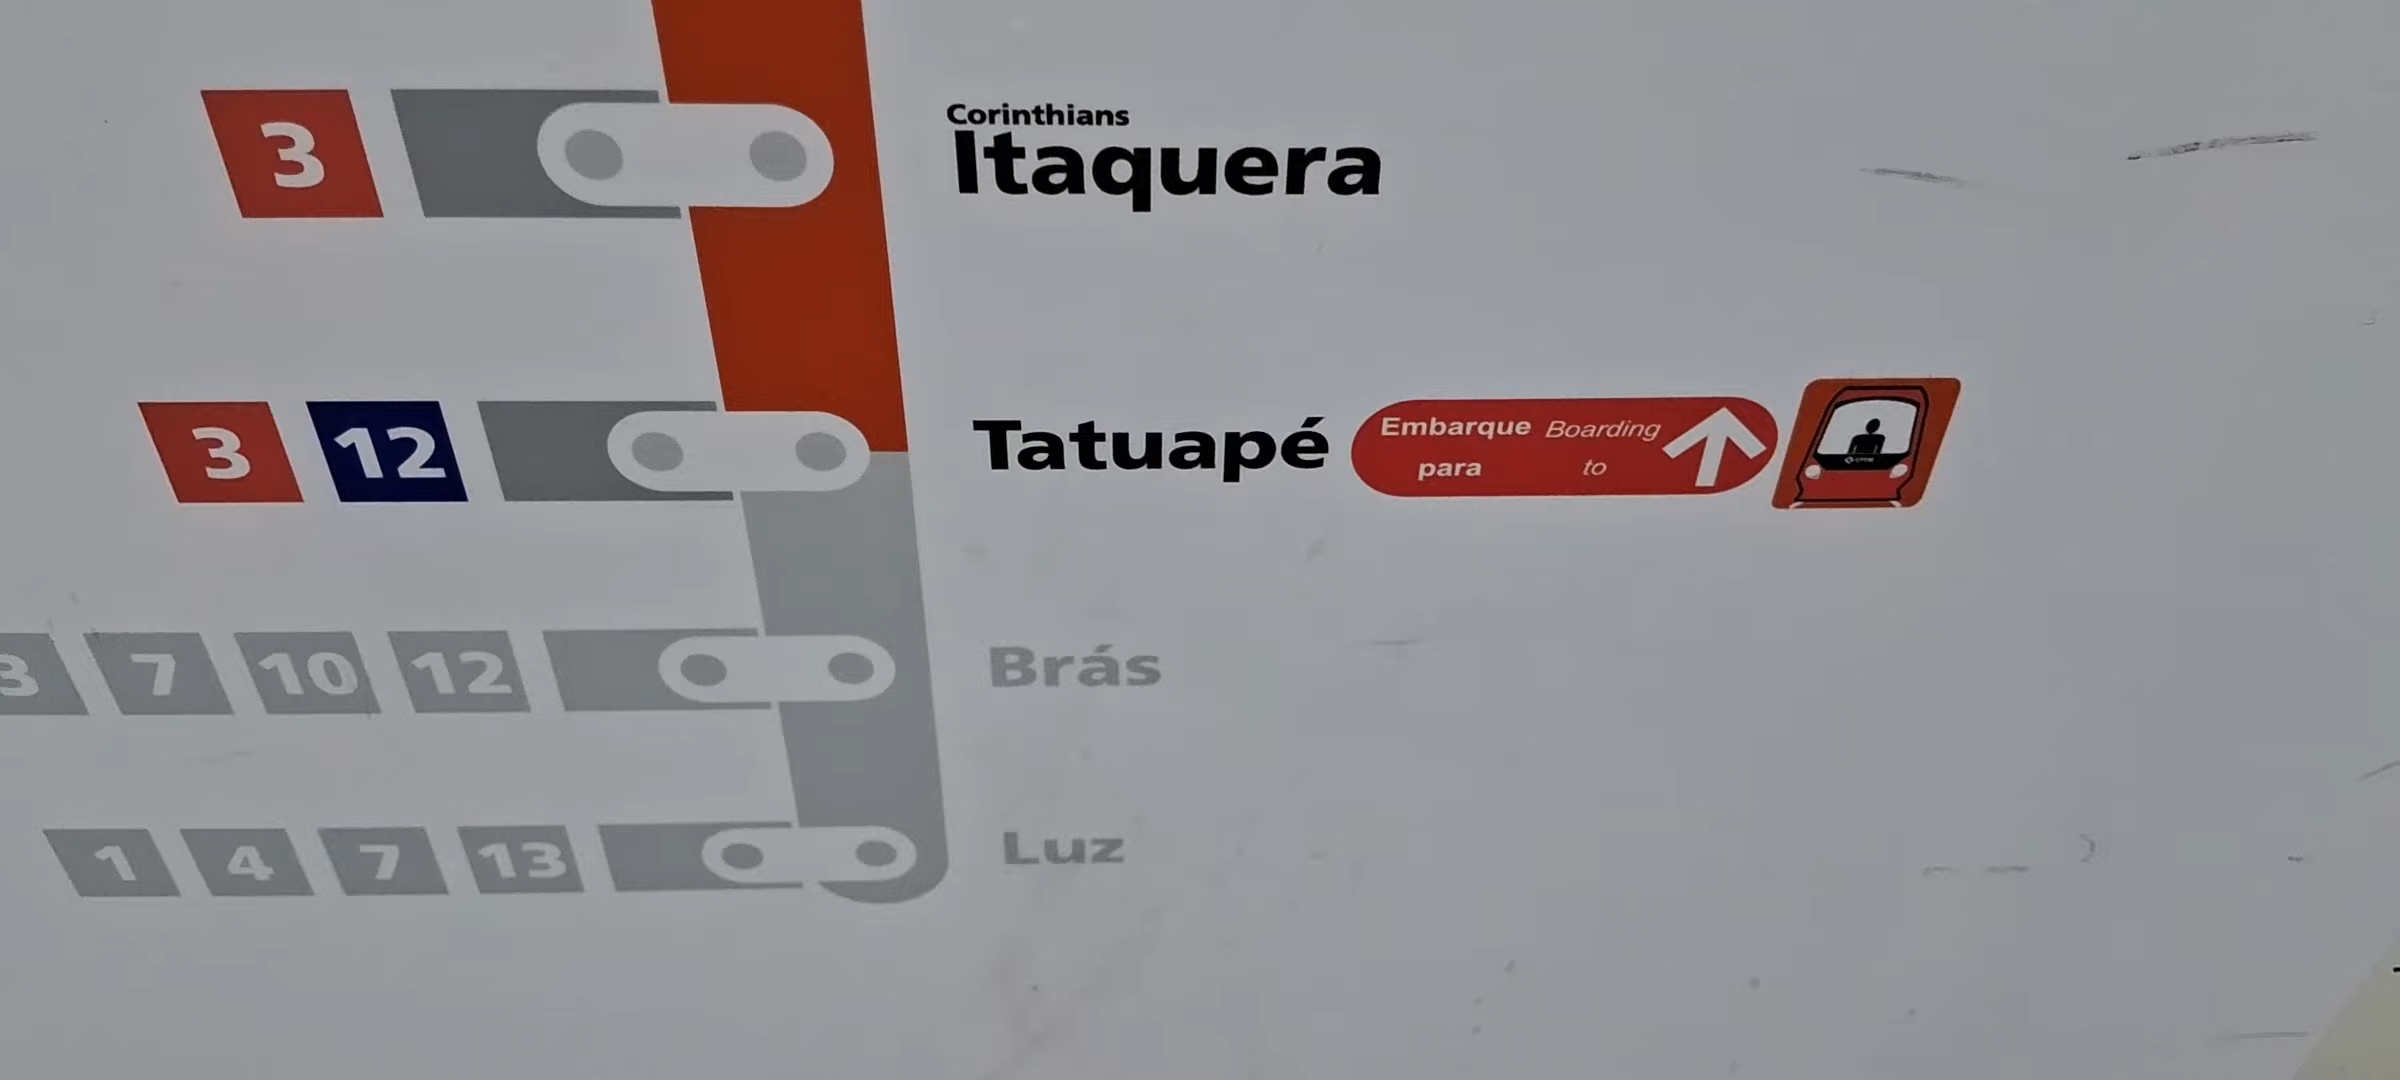 3
Corinthians
Itaquera
3 12
Tatuapé
Embarque Boarding
para to
3 7 10 12
Brás
1 4 7 13
Luz